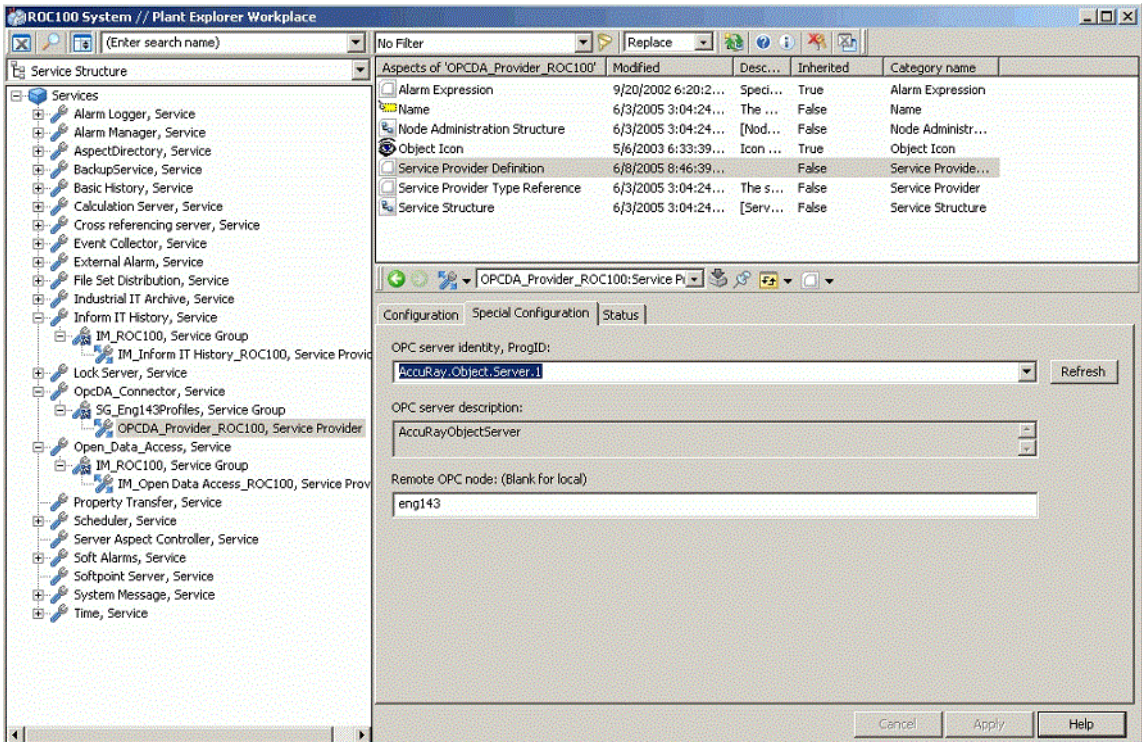 ROC100 System // Plant Explorer Workplace
(Enter search name) No Filter Replace
Service Structure
Services
Alarm Logger, Service
Alarm Manager, Service
AspectDirectory, Service
BackupService, Service
Basic History, Service
Calculation Server, Service
Cross referencing server, Service
Event Collector, Service
External Alarm, Service
File Set Distribution, Service
Industrial IT Archive, Service
Inform IT History, Service
IM_ROC100, Service Group
IM_Inform IT History_ROC100, Service Provid
Lock Server, Service
OpcDA_Connector, Service
SG_Eng143Profiles, Service Group
OPCDA_Provider_ROC100, Service Provider
Open_Data_Access, Service
IM_ROC100, Service Group
IM_Open Data Access_ROC100, Service Prov
Property Transfer, Service
Scheduler, Service
Server Aspect Controller, Service
Soft Alarms, Service
Softpoint Server, Service
System Message, Service
Time, Service
Aspects of 'OPCDA_Provider_ROC100' Modified Desc... Inherited Category name
Alarm Expression 9/20/2002 6:20:2... Speci... True Alarm Expression
Name 6/3/2005 3:04:24... The ... False Name
Node Administration Structure 6/3/2005 3:04:24... [Nod... False Node Administr...
Object Icon 5/6/2003 6:33:39... Icon ... True Object Icon
Service Provider Definition 6/8/2005 8:46:39... False Service Provide...
Service Provider Type Reference 6/3/2005 3:04:24... The s... False Service Provider
Service Structure 6/3/2005 3:04:24... [Serv... False Service Structure
OPCDA_Provider_ROC100:Service Pr
Configuration Special Configuration Status
OPC server identity, ProgID:
AccuRay.Object.Server.1 Refresh
OPC server description:
AccuRayObjectServer
Remote OPC node: (Blank for local)
eng143
Cancel Apply Help